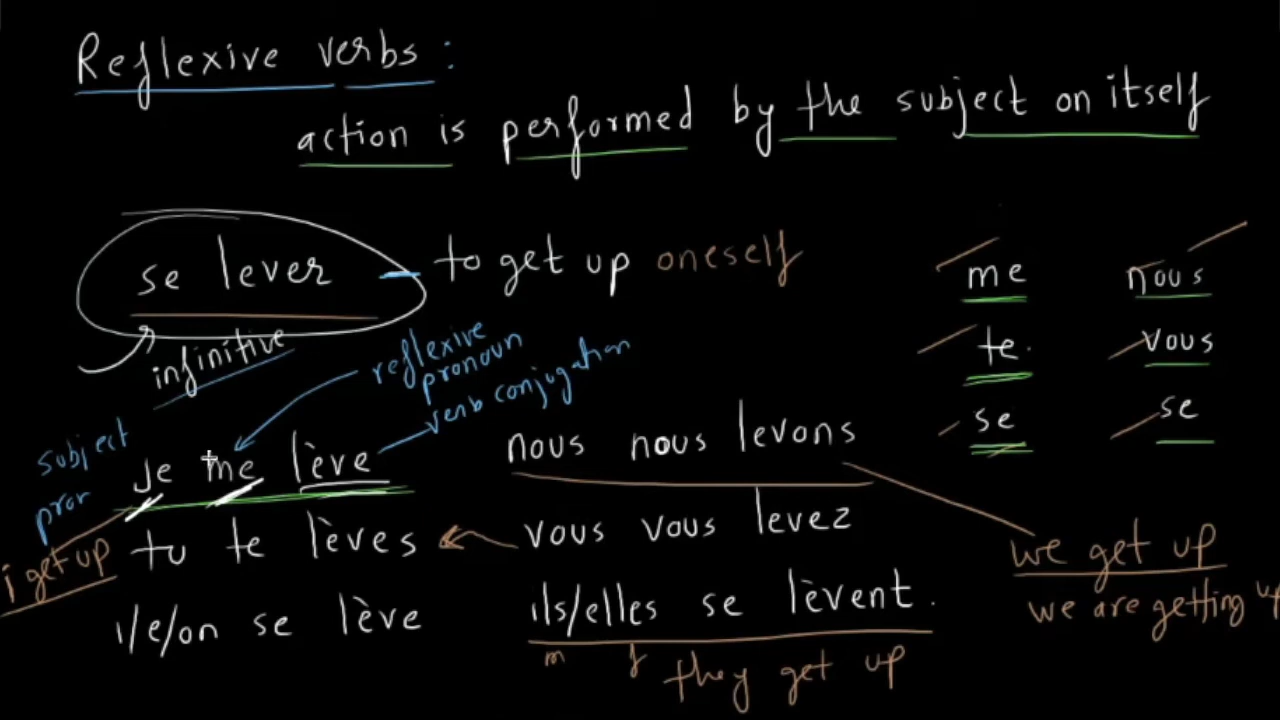 Reflexive verbs:
action is performed by the subject on itself
se lever - to get up oneself
infinitive
me nous
te. vous
se se
reflexive
pronoun
verb conjugation
subject
pron
je me lève
nous nous levons
i get up
tu te lèves
vous vous levez
we get up
we are getting up
i/e/on se lève
ils/elles se lèvent.
m f they get up